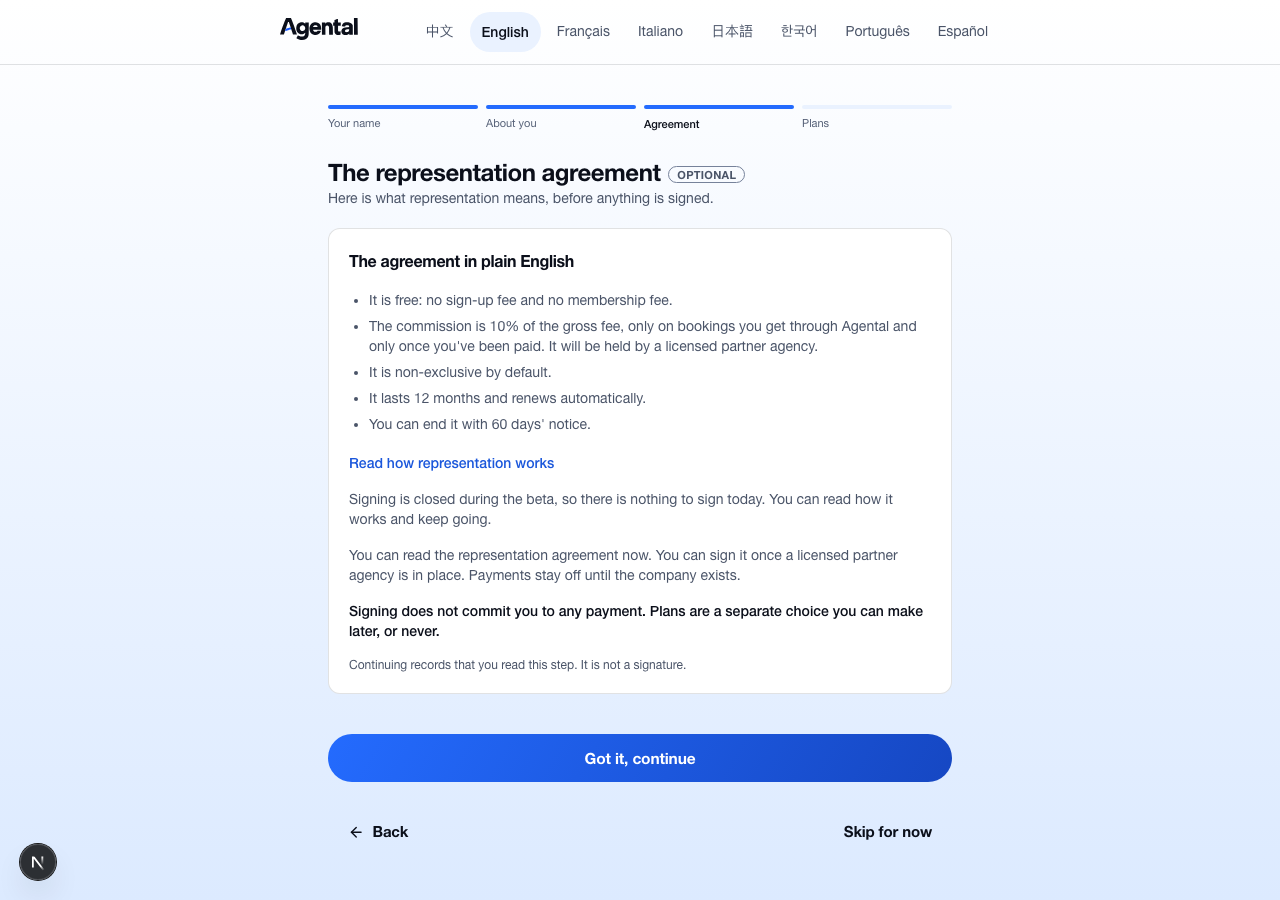 Agental
中文
English
Français
Italiano
日本語
한국어
Português
Español
Your name
About you
Agreement
Plans
The representation agreement OPTIONAL
Here is what representation means, before anything is signed.
The agreement in plain English
• It is free: no sign-up fee and no membership fee.
• The commission is 10% of the gross fee, only on bookings you get through Agental and
only once you've been paid. It will be held by a licensed partner agency.
• It is non-exclusive by default.
• It lasts 12 months and renews automatically.
• You can end it with 60 days' notice.
Read how representation works
Signing is closed during the beta, so there is nothing to sign today. You can read how it
works and keep going.
You can read the representation agreement now. You can sign it once a licensed partner
agency is in place. Payments stay off until the company exists.
Signing does not commit you to any payment. Plans are a separate choice you can make
later, or never.
Continuing records that you read this step. It is not a signature.
Got it, continue
← Back
Skip for now
N